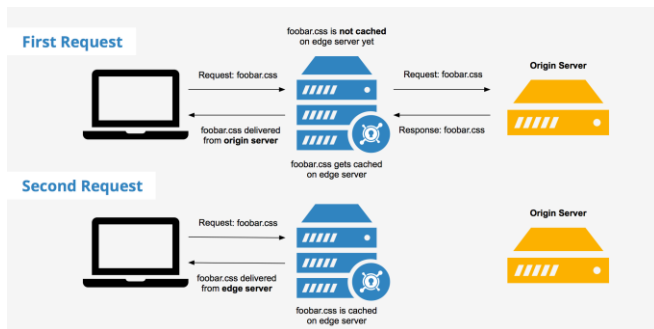 First Request
foobar.css is not cached
on edge server yet
Request: foobar.css
Request: foobar.css
Origin Server
foobar.css delivered
from origin server
Response: foobar.css
foobar.css gets cached
on edge server
Second Request
Request: foobar.css
Origin Server
foobar.css delivered
from edge server
foobar.css is cached
on edge server